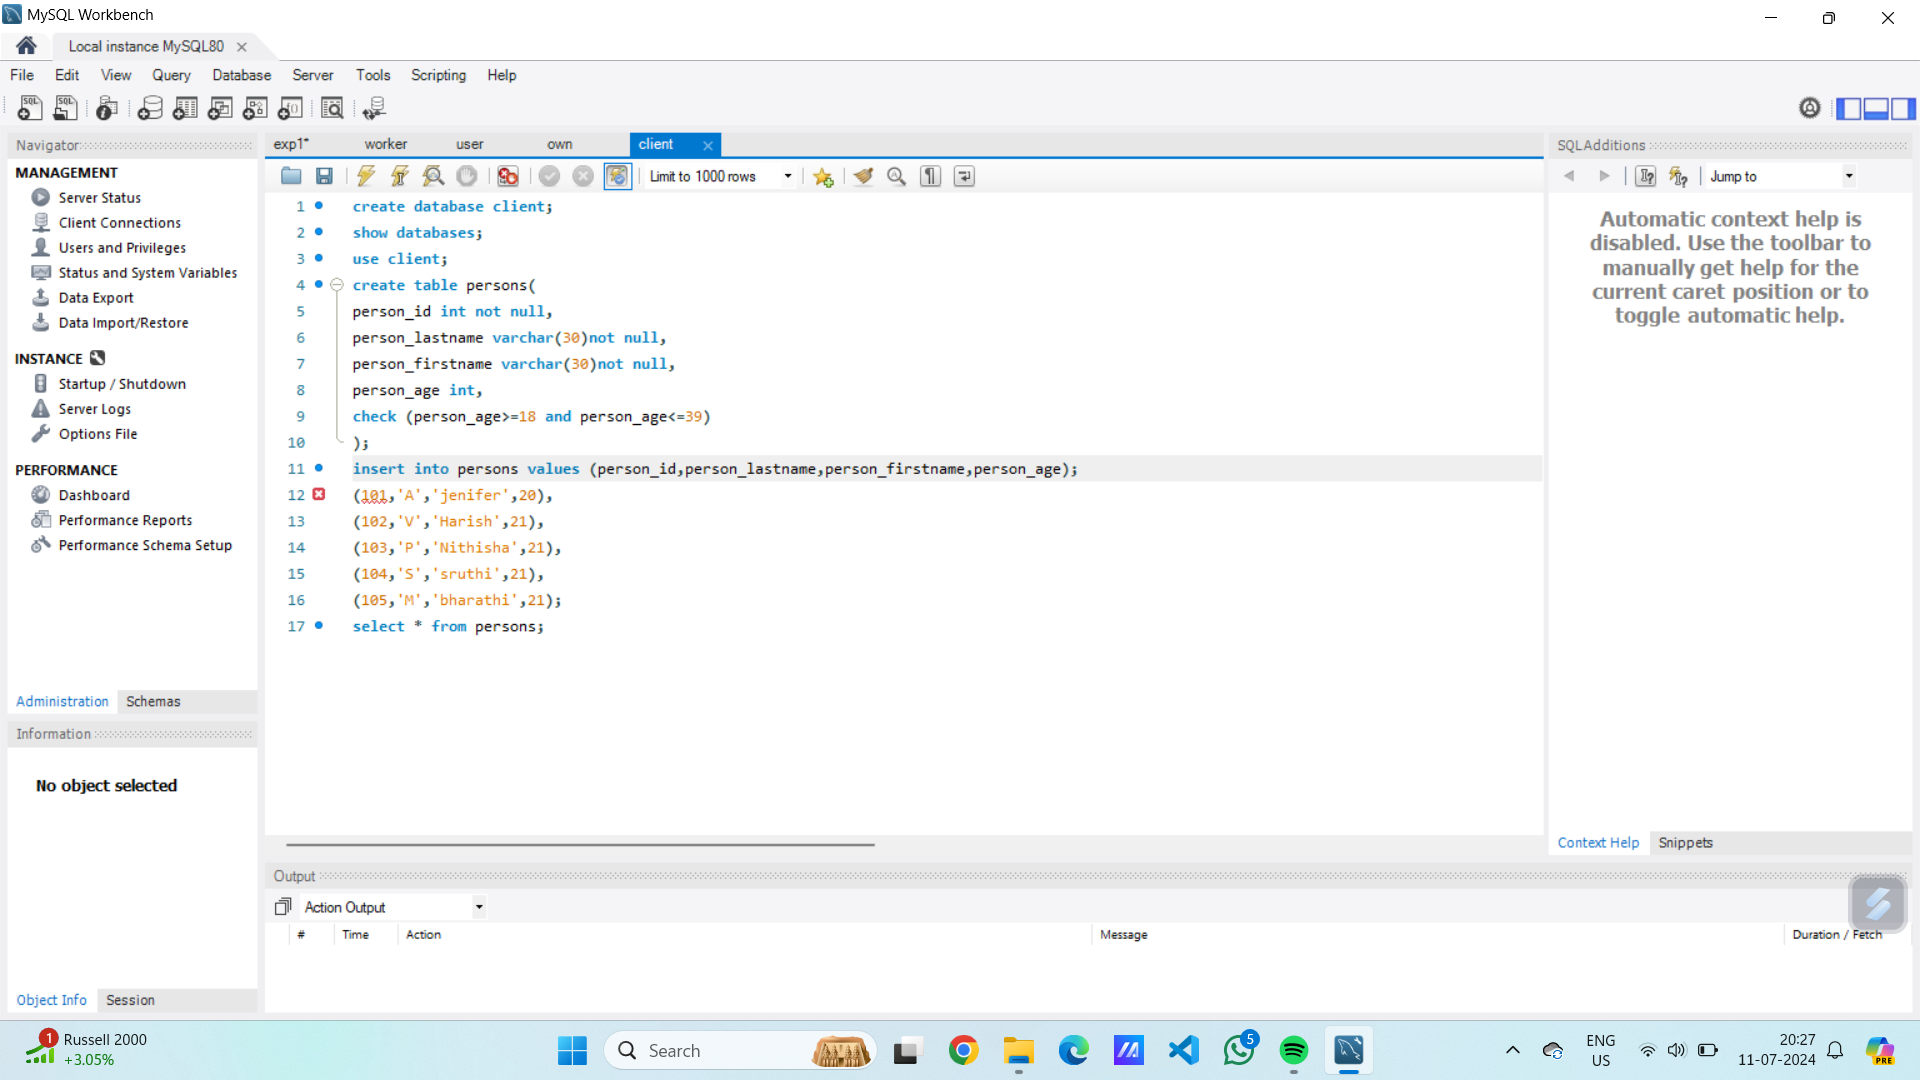 MySQL Workbench
Local instance MySQL80
File Edit View Query Database Server Tools Scripting Help
Navigator
MANAGEMENT
Server Status
Client Connections
Users and Privileges
Status and System Variables
Data Export
Data Import/Restore
INSTANCE
Startup / Shutdown
Server Logs
Options File
PERFORMANCE
Dashboard
Performance Reports
Performance Schema Setup
Administration Schemas
Information
No object selected
Object Info Session
exp1* worker user own client
Limit to 1000 rows
1 create database client;
2 show databases;
3 use client;
4 create table persons(
5 person_id int not null,
6 person_lastname varchar(30)not null,
7 person_firstname varchar(30)not null,
8 person_age int,
9 check (person_age>=18 and person_age<=39)
10 );
11 insert into persons values (person_id,person_lastname,person_firstname,person_age);
12 (101,'A','jenifer',20),
13 (102,'V','Harish',21),
14 (103,'P','Nithisha',21),
15 (104,'S','sruthi',21),
16 (105,'M','bharathi',21);
17 select * from persons;
Output
Action Output
# Time Action Message Duration / Fetch
SQLAdditions
Jump to
Automatic context help is
disabled. Use the toolbar to
manually get help for the
current caret position or to
toggle automatic help.
Context Help Snippets
1
Russell 2000
+3.05%
Search
5
ENG
US
20:27
11-07-2024
PRE